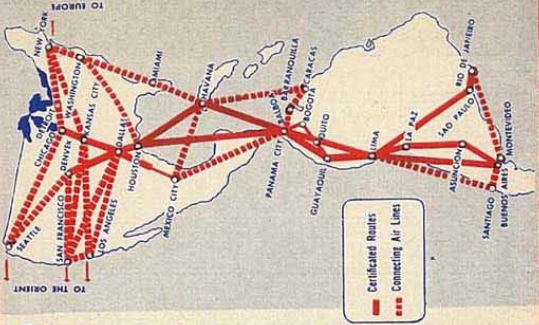 TO EUROPE
NEW YORK
WASHINGTON
DETROIT
CHICAGO
KANSAS CITY
DENVER
DALLAS
HOUSTON
SEATTLE
SAN FRANCISCO
LOS ANGELES
TO THE ORIENT
MIAMI
HAVANA
MEXICO CITY
BARRANQUILLA
CARACAS
BALBOA
BOGOTA
PANAMA CITY
QUITO
GUAYAQUIL
LIMA
LA PAZ
RIO DE JANEIRO
SAO PAULO
ASUNCION
MONTEVIDEO
SANTIAGO
BUENOS AIRES
Certificated Routes
Connecting Air Lines